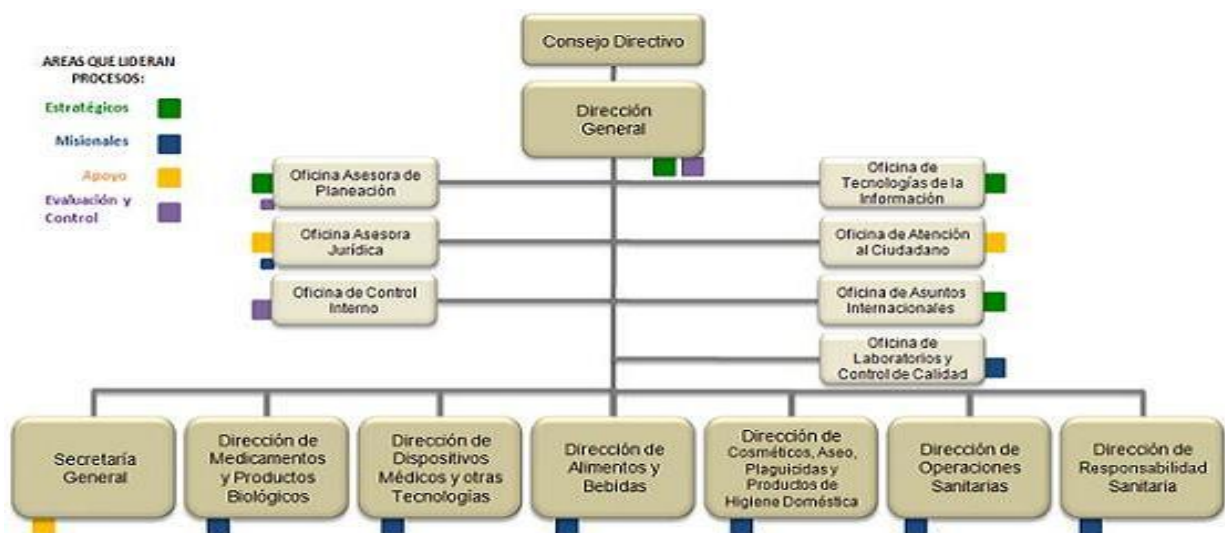 Consejo Directivo
AREAS QUE LIDERAN
PROCESOS:
Estratégicos
Misionales
Apoyo
Evaluación y
Control
Dirección
General
Oficina Asesora de
Planeación
Oficina de
Tecnologías de la
Información
Oficina Asesora
Jurídica
Oficina de Atención
al Ciudadano
Oficina de Control
Interno
Oficina de Asuntos
Internacionales
Oficina de
Laboratorios y
Control de Calidad
Secretaría
General
Dirección de
Medicamentos
y Productos
Biológicos
Dirección de
Dispositivos
Médicos y otras
Tecnologías
Dirección de
Alimentos y
Bebidas
Dirección de
Cosméticos, Aseo,
Plaguicidas y
Productos de
Higiene Doméstica
Dirección de
Operaciones
Sanitarias
Dirección de
Responsabilidad
Sanitaria